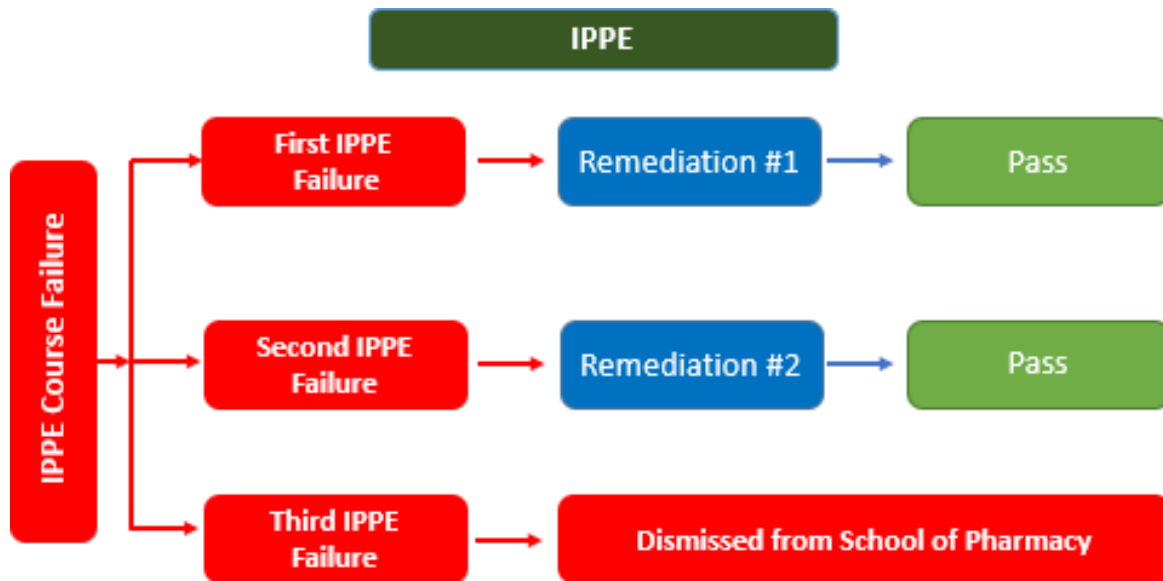 IPPE
IPPE Course Failure
First IPPE
Failure
Remediation #1
Pass
Second IPPE
Failure
Remediation #2
Pass
Third IPPE
Failure
Dismissed from School of Pharmacy